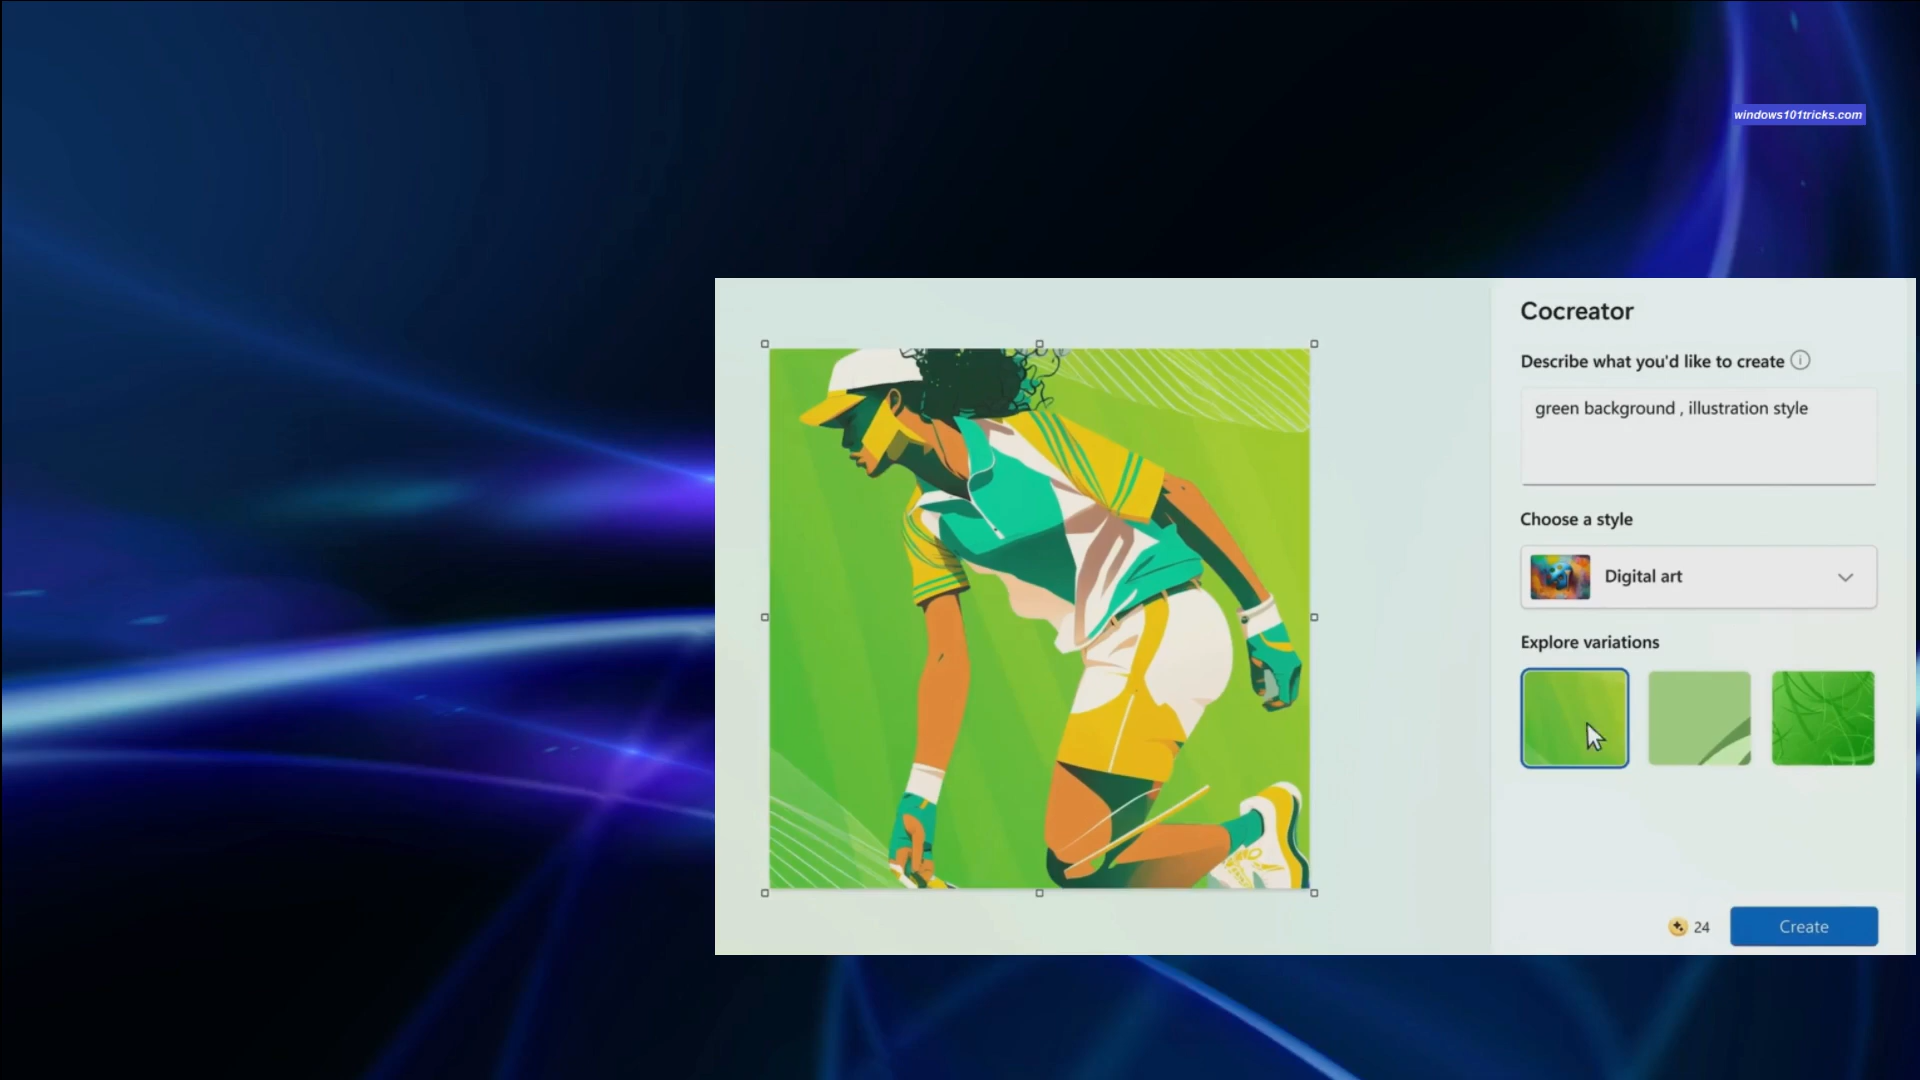 windows101tricks.com
Cocreator
Describe what you'd like to create
green background , illustration style
Choose a style
Digital art
Explore variations
24
Create